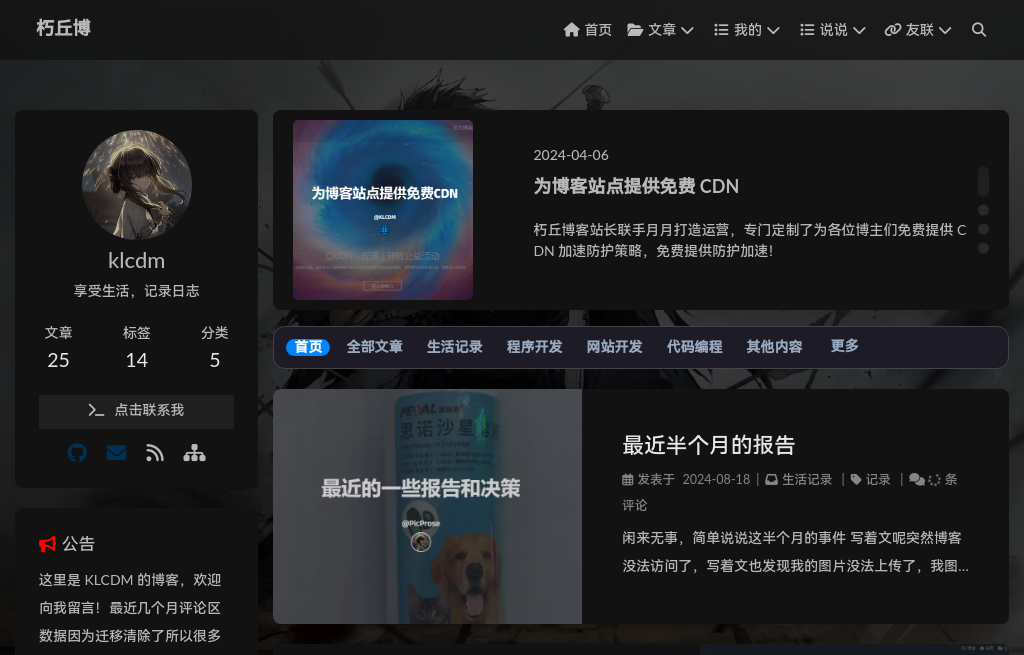 朽丘博
首页 文章 我的 说说 友联
klcdm
享受生活，记录日志
文章 标签 分类
25 14 5
点击联系我
公告
这里是 KLCDM 的博客，欢迎
向我留言！最近几个月评论区
数据因为迁移清除了所以很多
为博客站点提供免费CDN
@KLCDM
2024-04-06
为博客站点提供免费 CDN
朽丘博客站长联手月月打造运营，专门定制了为各位博主们免费提供 C
DN 加速防护策略，免费提供防护加速！
首页 全部文章 生活记录 程序开发 网站开发 代码编程 其他内容 更多
最近的一些报告和决策
@PicProse
最近半个月的报告
发表于 2024-08-18 | 生活记录 | 记录 | 条
评论
闲来无事，简单说说这半个月的事件 写着文呢突然博客
没法访问了，写着文也发现我的图片没法上传了，我图...